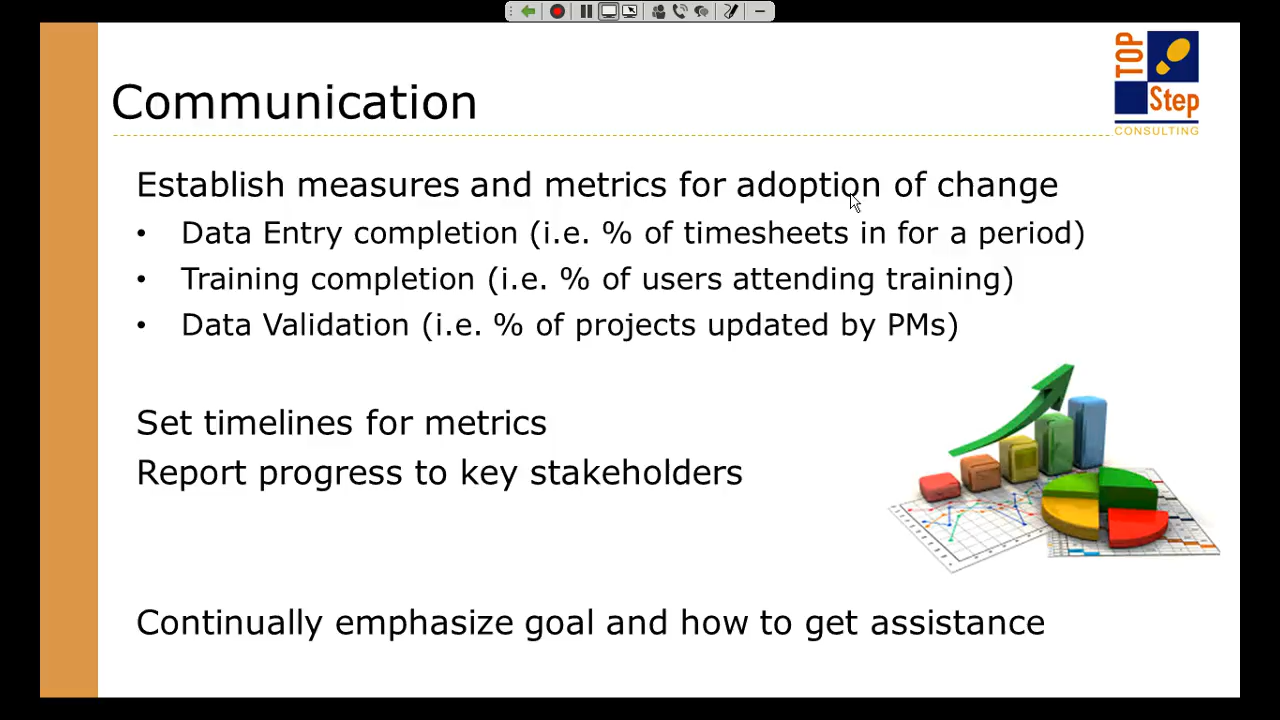 TOP
Step
CONSULTING
Communication
Establish measures and metrics for adoption of change
• Data Entry completion (i.e. % of timesheets in for a period)
• Training completion (i.e. % of users attending training)
• Data Validation (i.e. % of projects updated by PMs)
Set timelines for metrics
Report progress to key stakeholders
Continually emphasize goal and how to get assistance